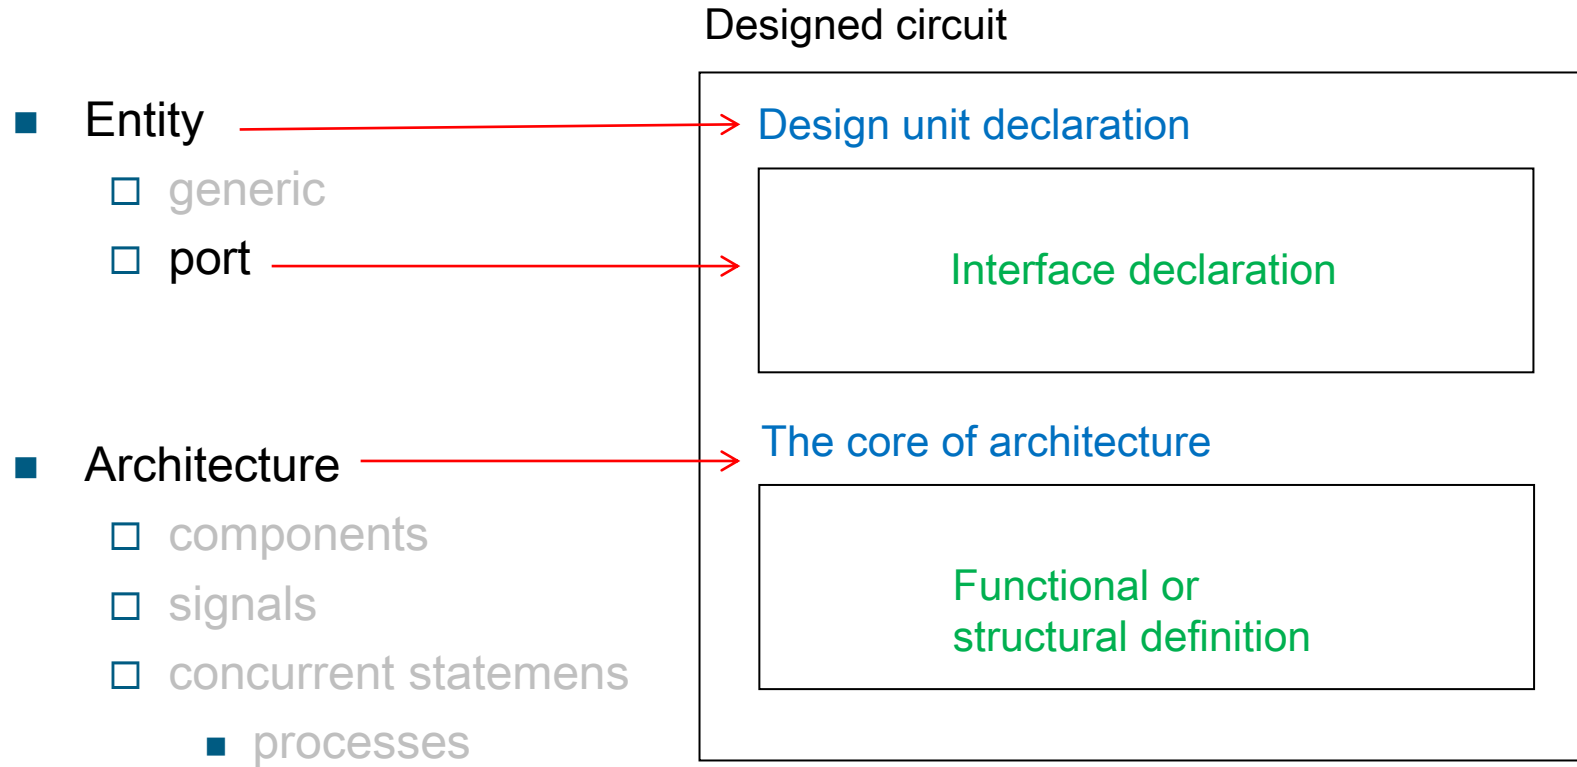 Designed circuit
Entity
generic
port
Design unit declaration
Interface declaration
Architecture
components
signals
concurrent statemens
processes
The core of architecture
Functional or
structural definition